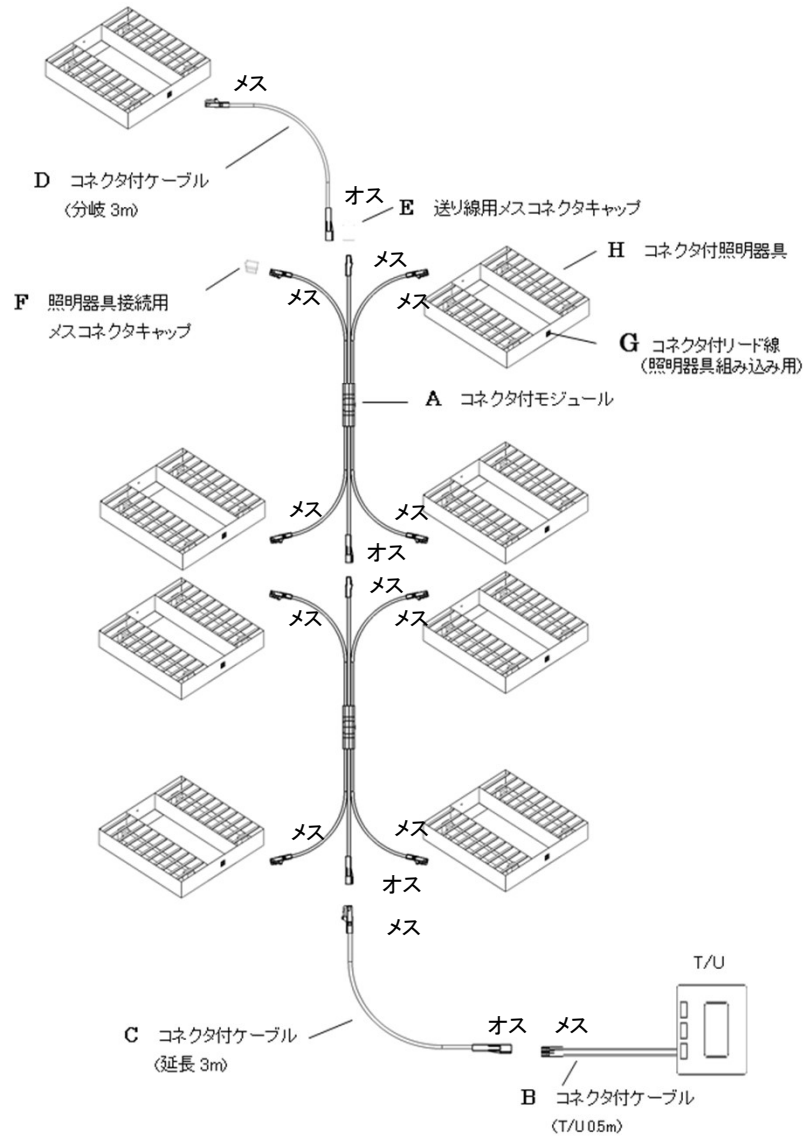 メス
D コネクタ付ケーブル
(分岐 3m)
オス
E 送り線用メスコネクタキャップ
メス
H コネクタ付照明器具
メス
メス
F 照明器具接続用
メスコネクタキャップ
G コネクタ付リード線
(照明器具組み込み用)
A コネクタ付モジュール
メス
メス
オス
メス
メス
メス
メス
メス
オス
メス
T/U
C コネクタ付ケーブル
(延長 3m)
オス
メス
B コネクタ付ケーブル
(T/U 0.5m)